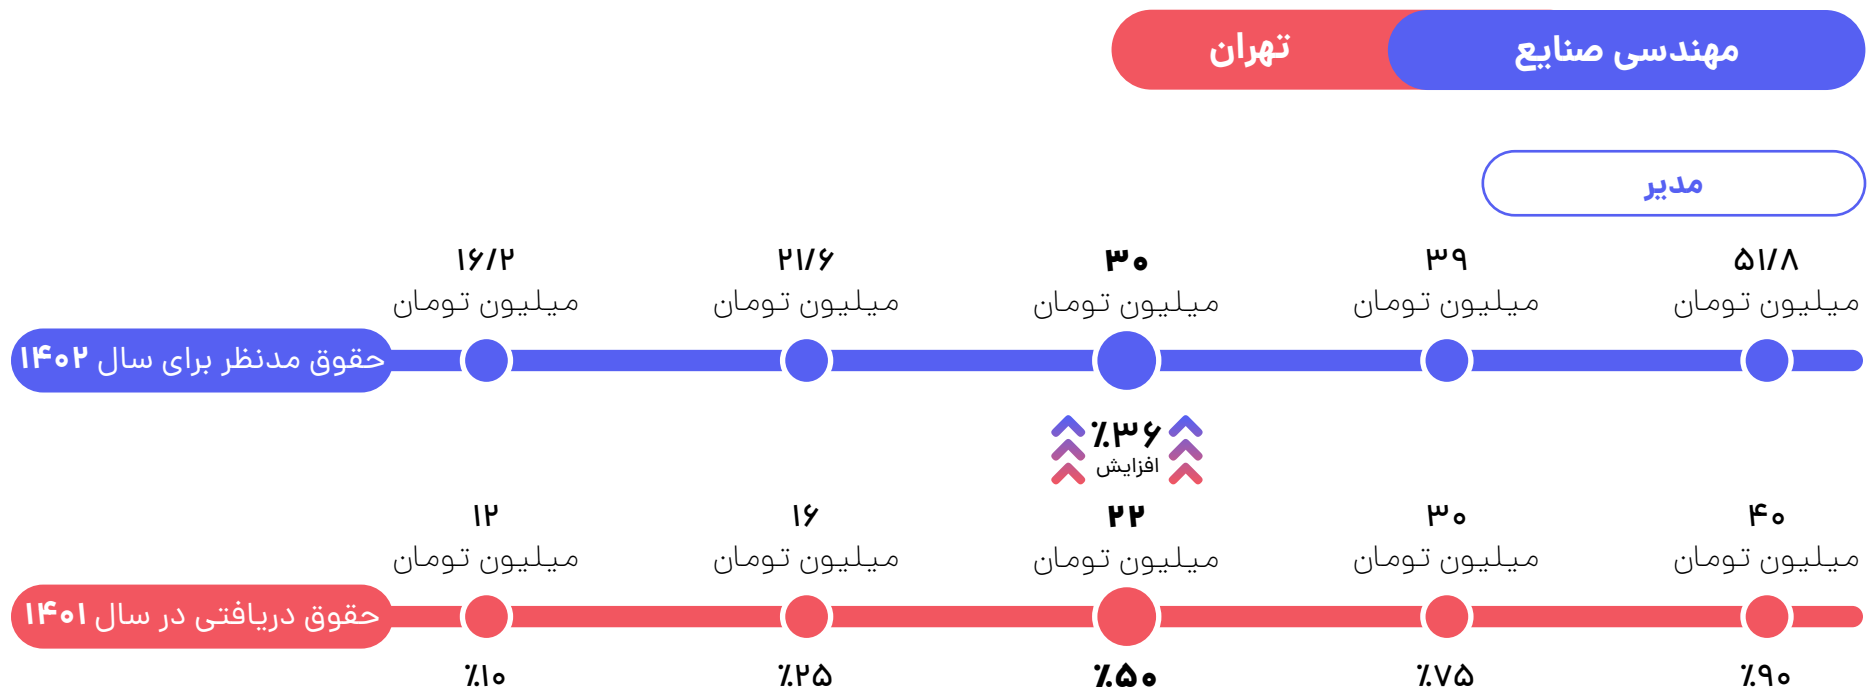 مهندسی صنایع
تهران
مدیر
۱۶/۲
میلیون تومان
۲۱/۶
میلیون تومان
۳۰
میلیون تومان
۳۹
میلیون تومان
۵۱/۸
میلیون تومان
حقوق مدنظر برای سال ۱۴۰۲
٪۳۶
افزایش
۱۲
میلیون تومان
۱۶
میلیون تومان
۲۲
میلیون تومان
۳۰
میلیون تومان
۴۰
میلیون تومان
حقوق دریافتی در سال ۱۴۰۱
٪۱۰
٪۲۵
٪۵۰
٪۷۵
٪۹۰